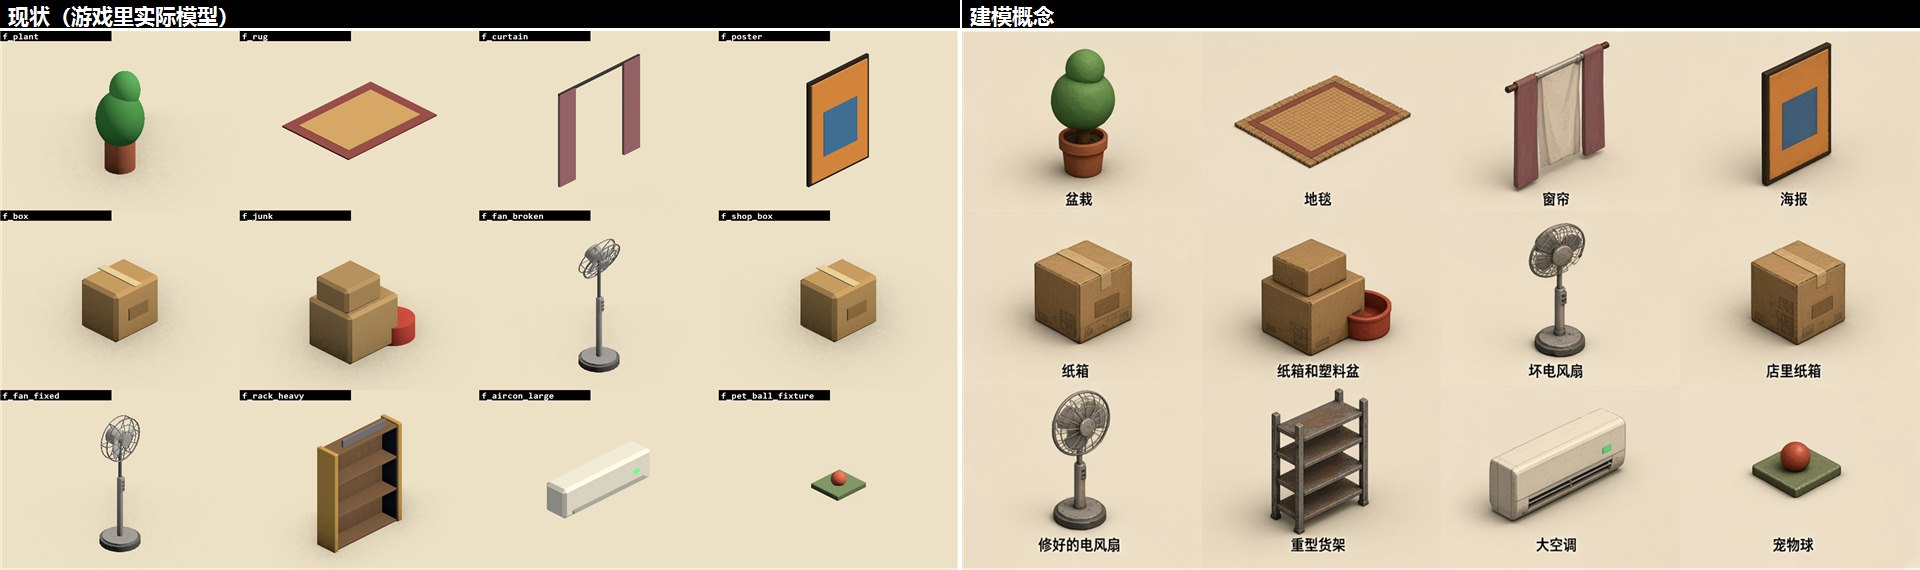 现状（游戏里实际模型）
建模概念
f_plant
f_rug
f_curtain
f_poster
盆栽
地毯
窗帘
海报
f_box
f_junk
f_fan_broken
f_shop_box
纸箱
纸箱和塑料盆
坏电风扇
店里纸箱
f_fan_fixed
f_rack_heavy
f_aircon_large
f_pet_ball_fixture
修好的电风扇
重型货架
大空调
宠物球